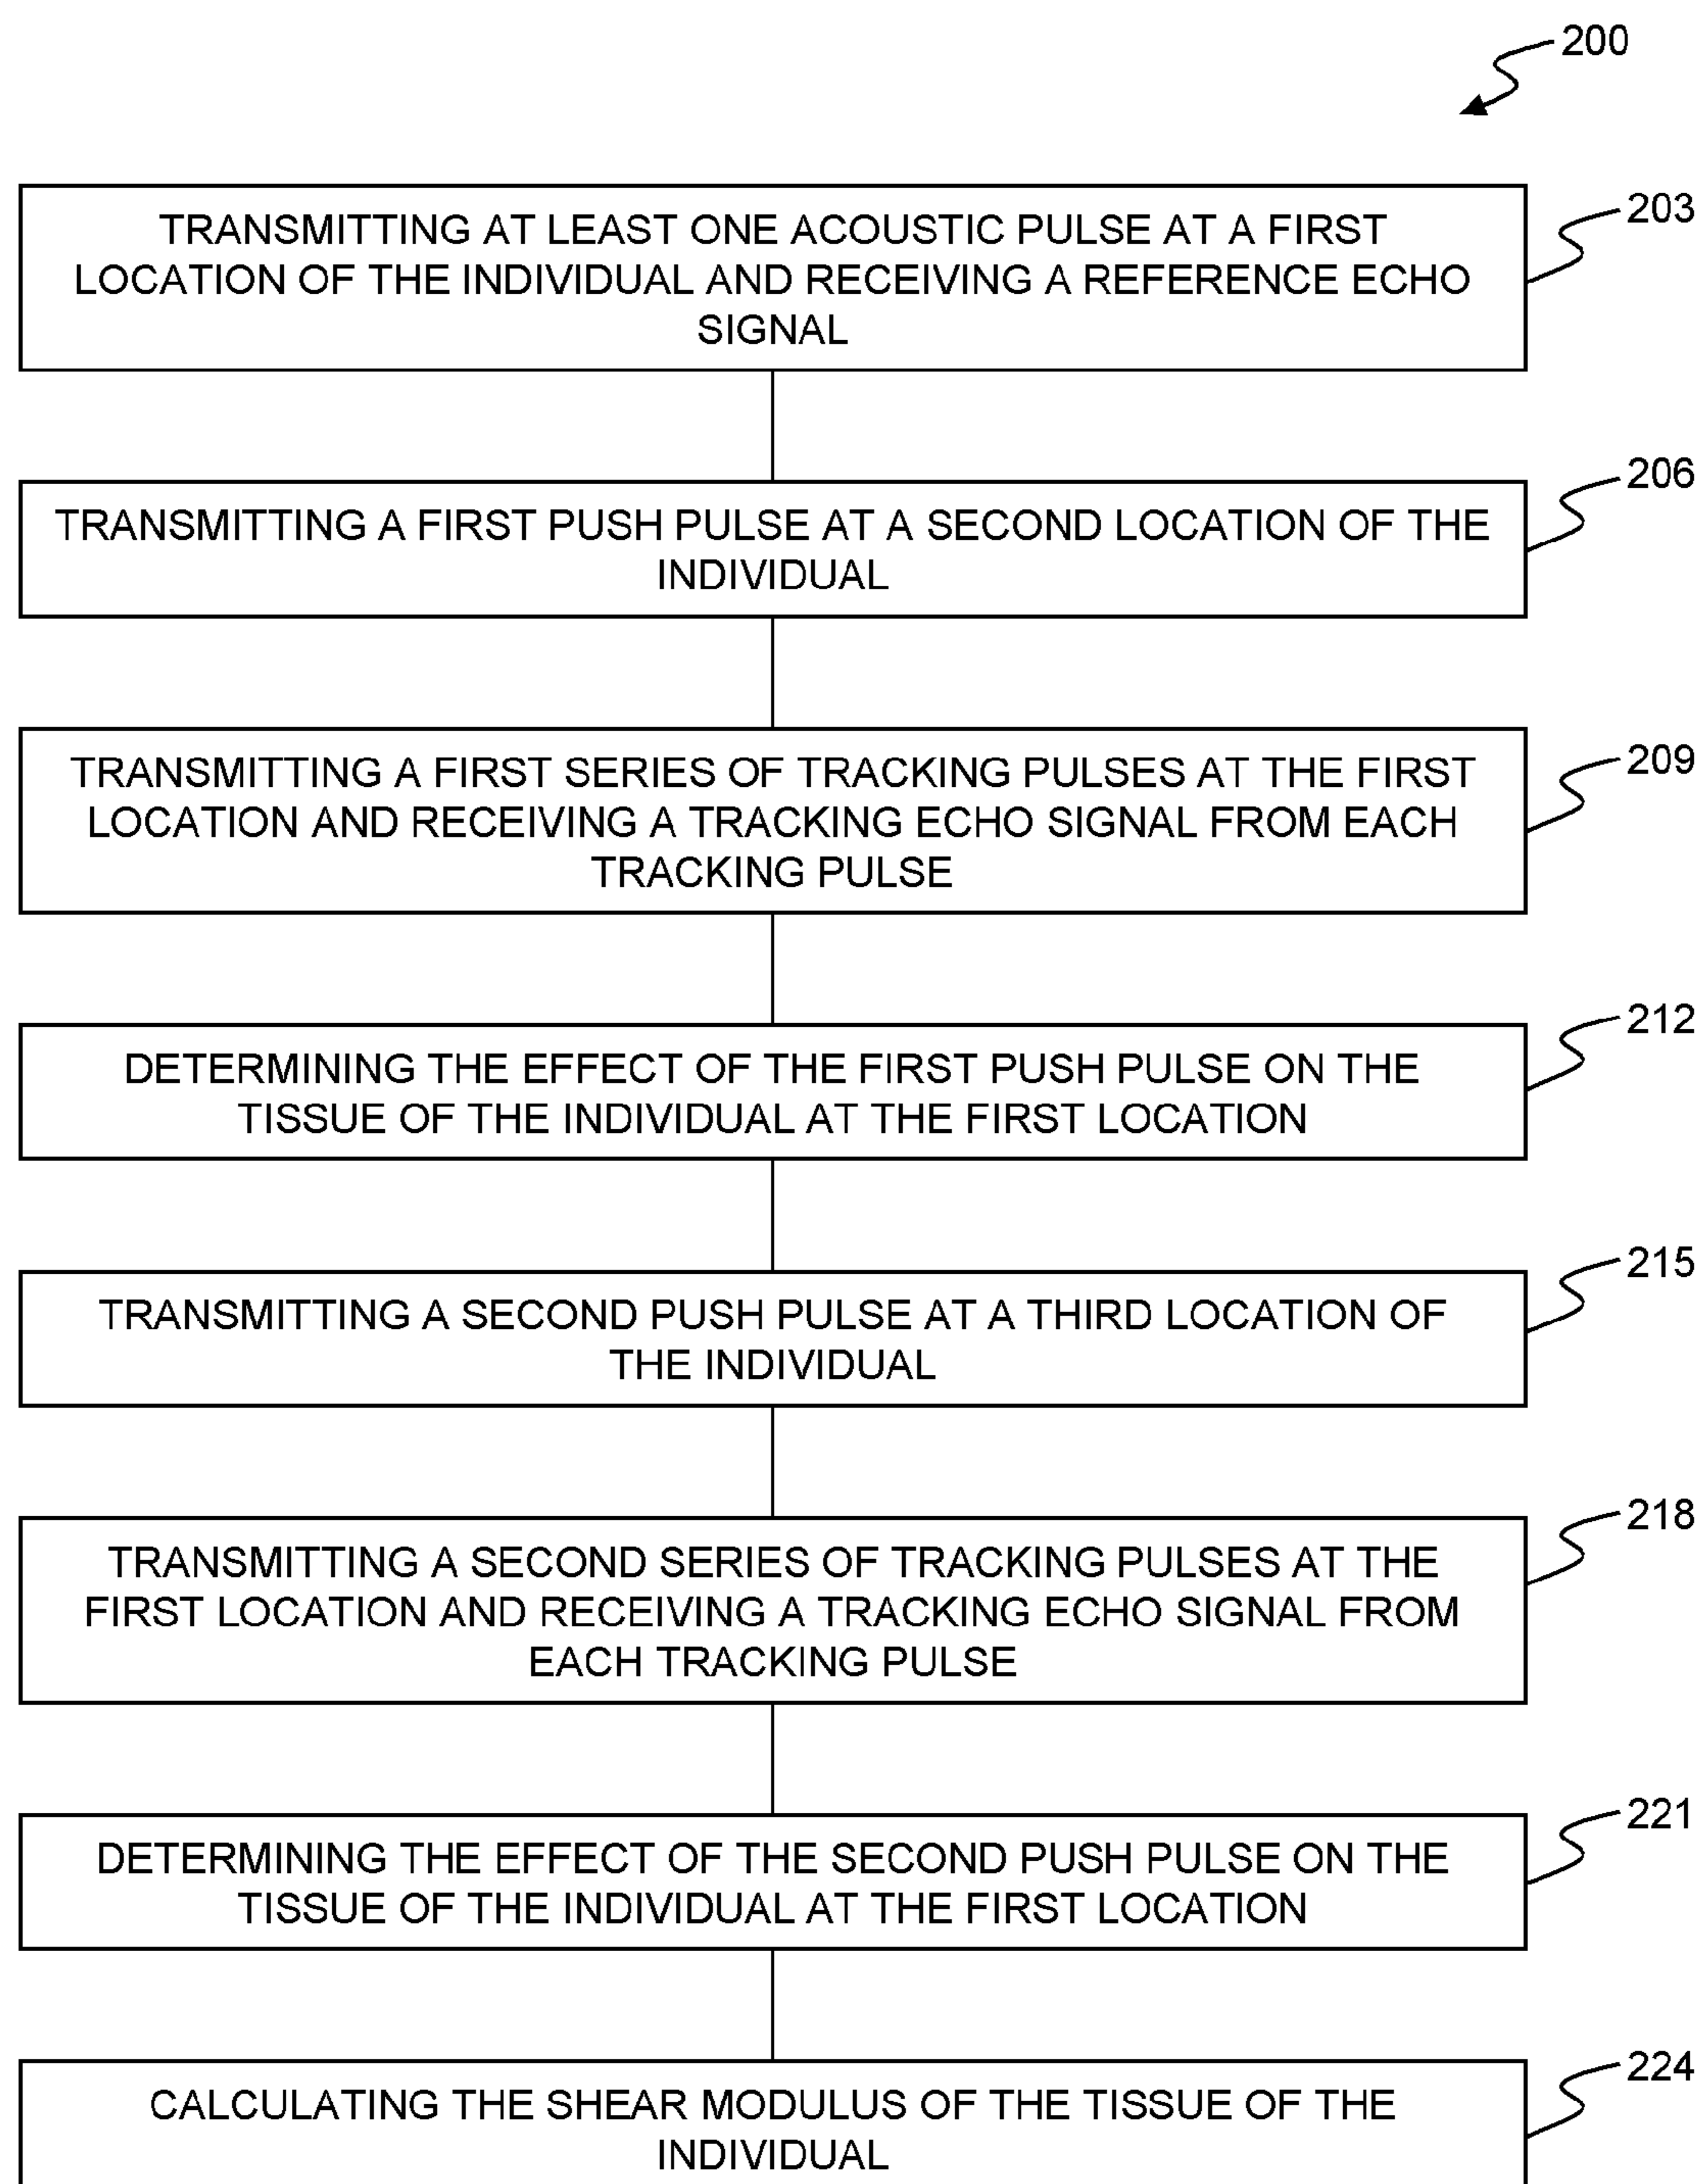 200
TRANSMITTING AT LEAST ONE ACOUSTIC PULSE AT A FIRST
LOCATION OF THE INDIVIDUAL AND RECEIVING A REFERENCE ECHO
SIGNAL
203
TRANSMITTING A FIRST PUSH PULSE AT A SECOND LOCATION OF THE
INDIVIDUAL
206
TRANSMITTING A FIRST SERIES OF TRACKING PULSES AT THE FIRST
LOCATION AND RECEIVING A TRACKING ECHO SIGNAL FROM EACH
TRACKING PULSE
209
DETERMINING THE EFFECT OF THE FIRST PUSH PULSE ON THE
TISSUE OF THE INDIVIDUAL AT THE FIRST LOCATION
212
TRANSMITTING A SECOND PUSH PULSE AT A THIRD LOCATION OF
THE INDIVIDUAL
215
TRANSMITTING A SECOND SERIES OF TRACKING PULSES AT THE
FIRST LOCATION AND RECEIVING A TRACKING ECHO SIGNAL FROM
EACH TRACKING PULSE
218
DETERMINING THE EFFECT OF THE SECOND PUSH PULSE ON THE
TISSUE OF THE INDIVIDUAL AT THE FIRST LOCATION
221
CALCULATING THE SHEAR MODULUS OF THE TISSUE OF THE
INDIVIDUAL
224